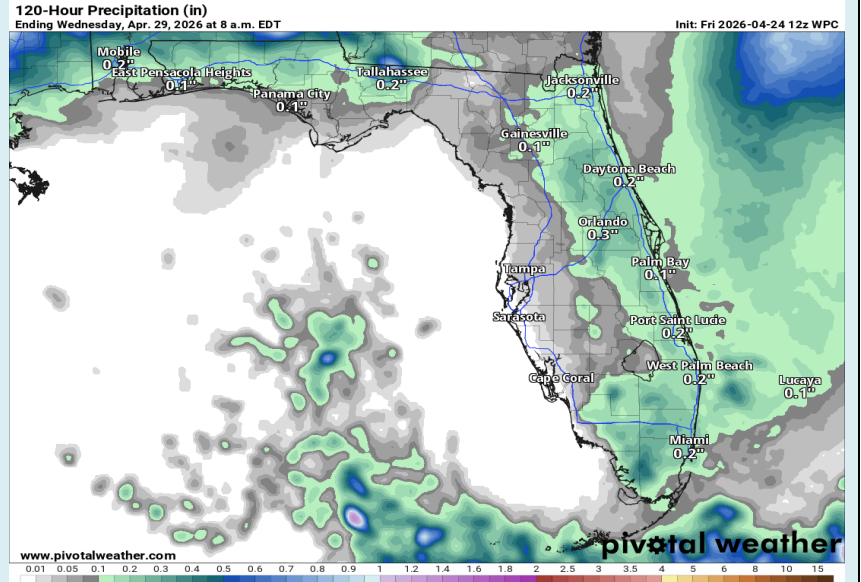 120-Hour Precipitation (in)
Ending Wednesday, Apr. 29, 2026 at 8 a.m. EDT
Init: Fri 2026-04-24 12z WPC
Mobile
0.2"
East Pensacola Heights
0.1"
Tallahassee
0.2"
Panama City
0.1"
Jacksonville
0.2"
Gainesville
0.1"
Daytona Beach
0.2"
Orlando
0.3"
Palm Bay
0.1"
Tampa
Sarasota
Port Saint Lucie
0.2"
West Palm Beach
0.2"
Cape Coral
Lucaya
0.1"
Miami
0.2"
www.pivotalweather.com
pivotal weather
0.01 0.05 0.1 0.2 0.3 0.4 0.5 0.6 0.7 0.8 0.9 1 1.2 1.4 1.6 1.8 2 2.5 3 3.5 4 5 6 8 10 15